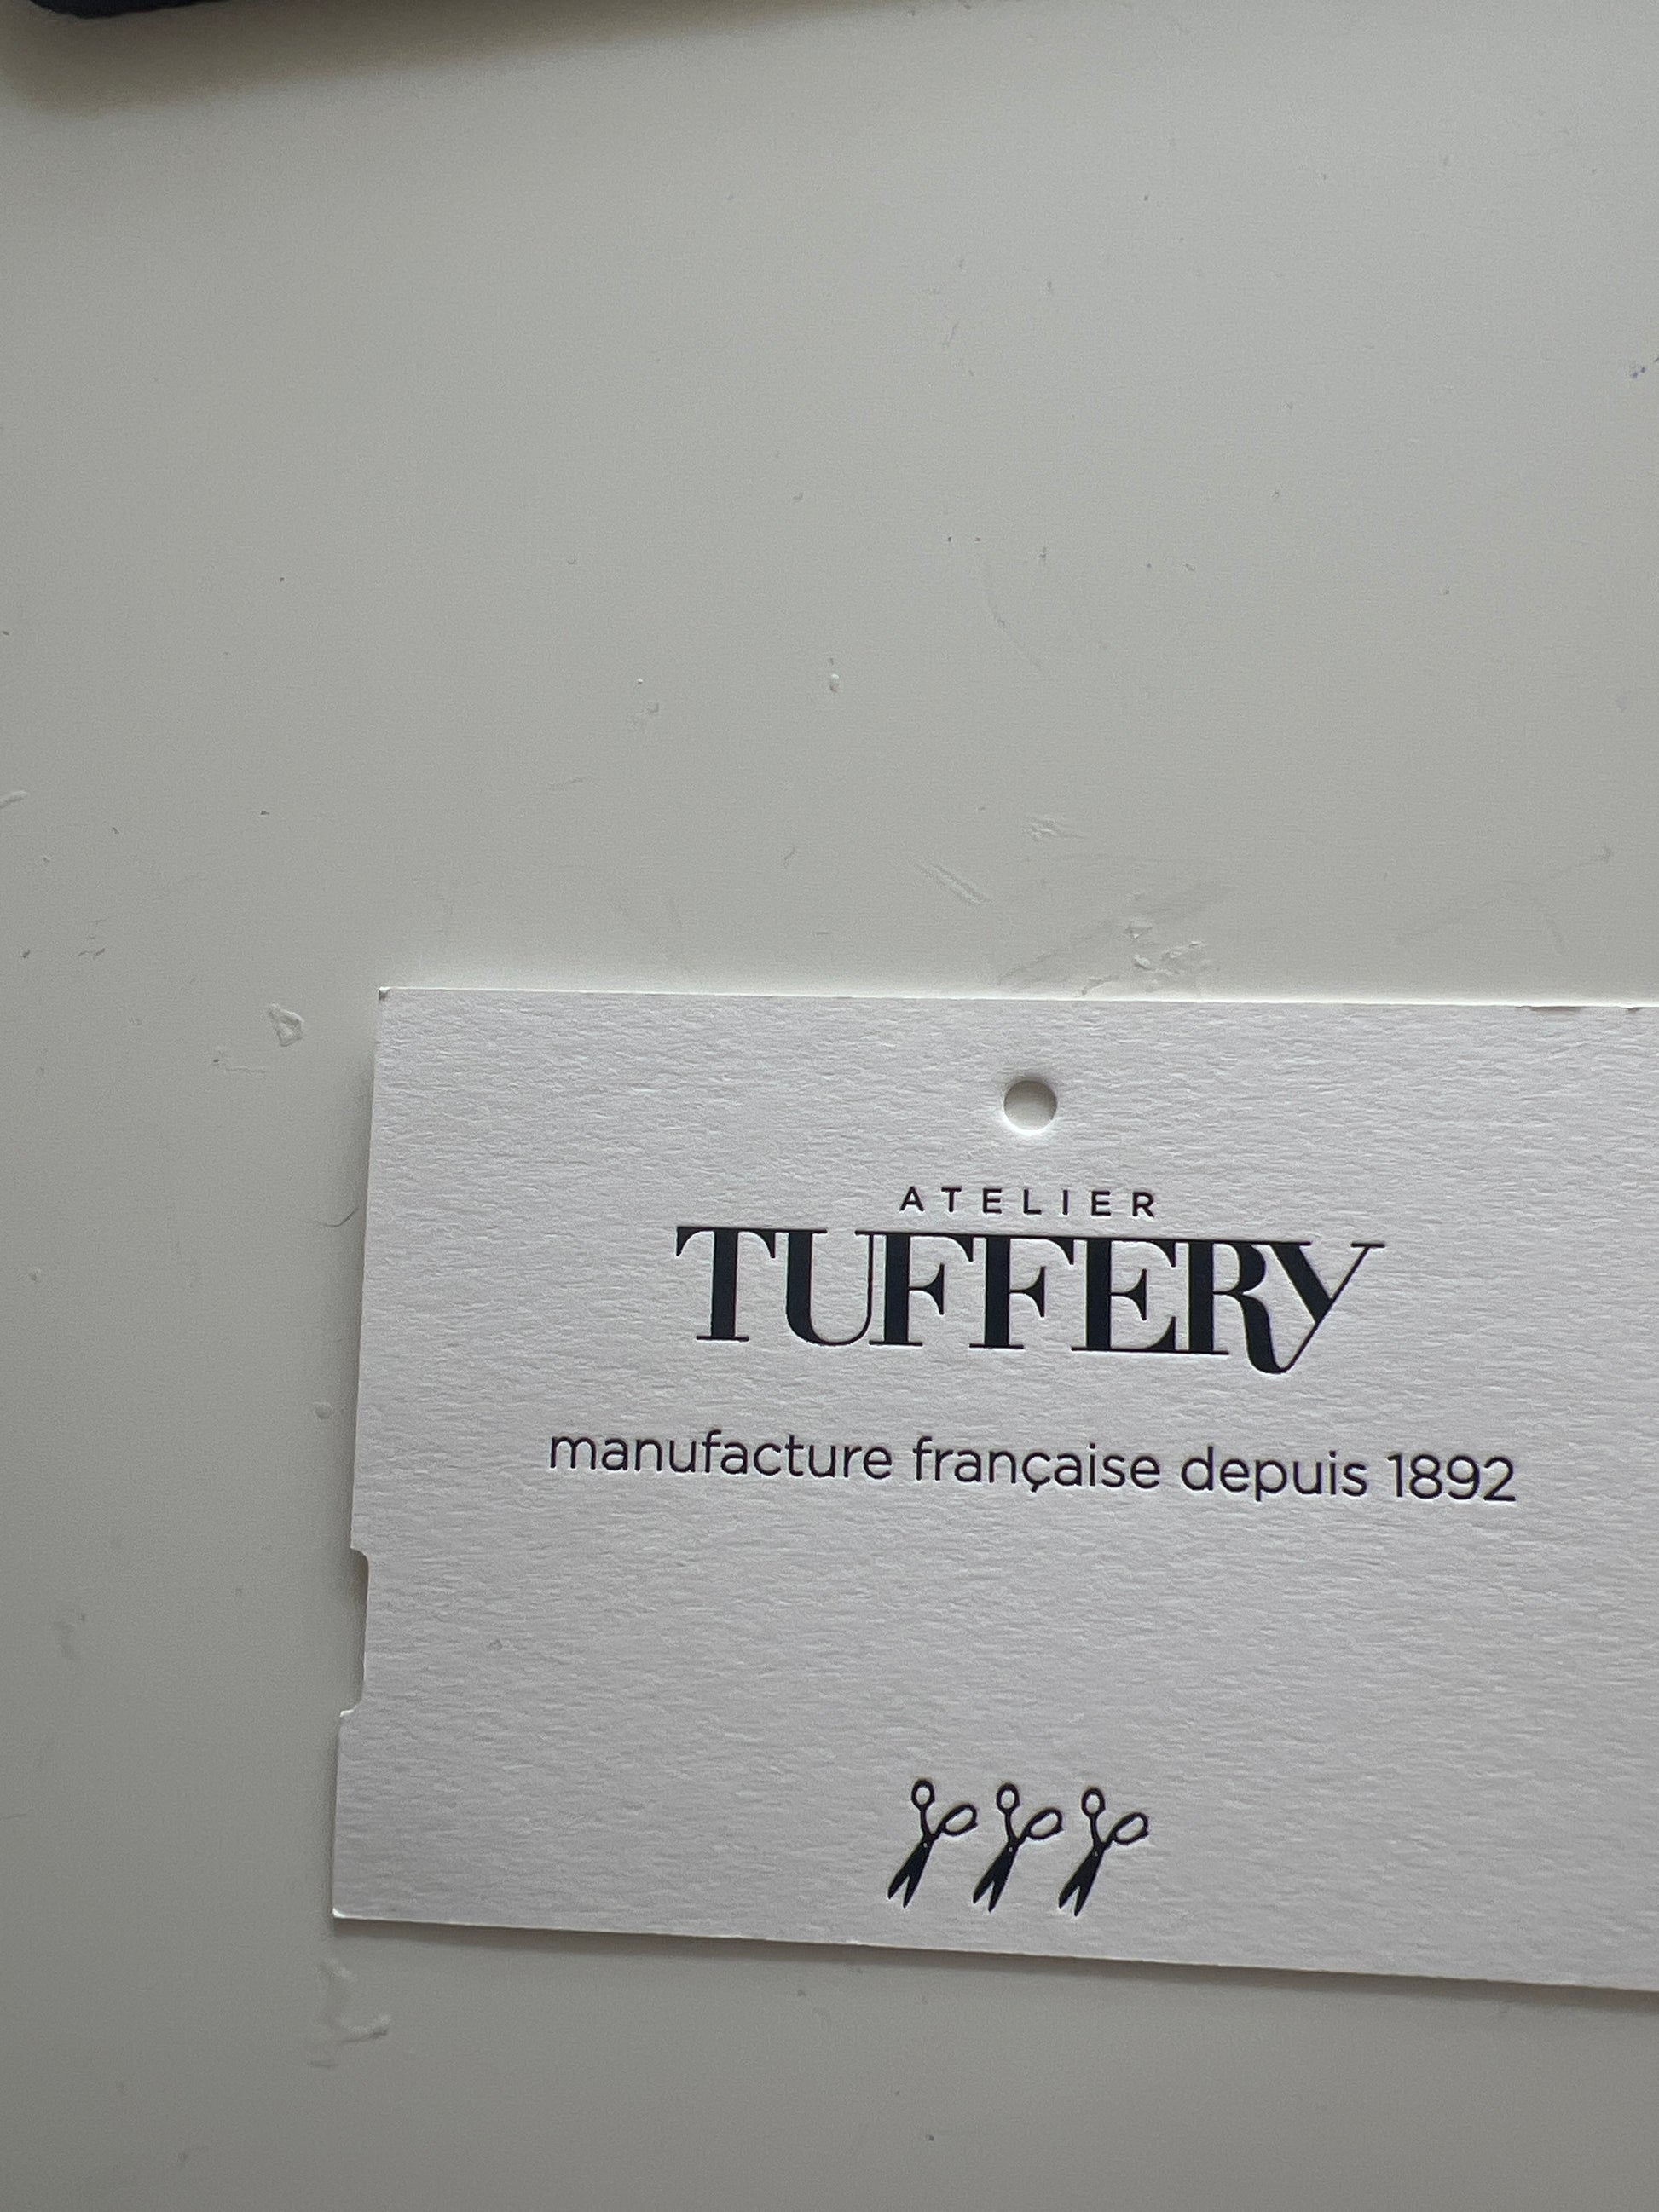 ATELIER
TUFFERY
manufacture française depuis 1892